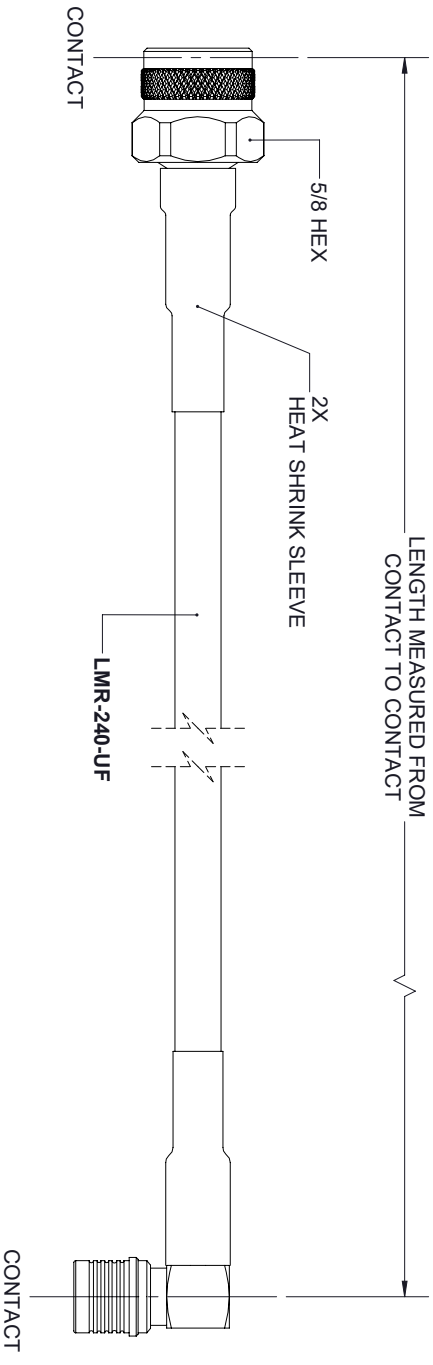 LENGTH MEASURED FROM
CONTACT TO CONTACT
5/8 HEX
2X
HEAT SHRINK SLEEVE
LMR-240-UF
CONTACT
CONTACT